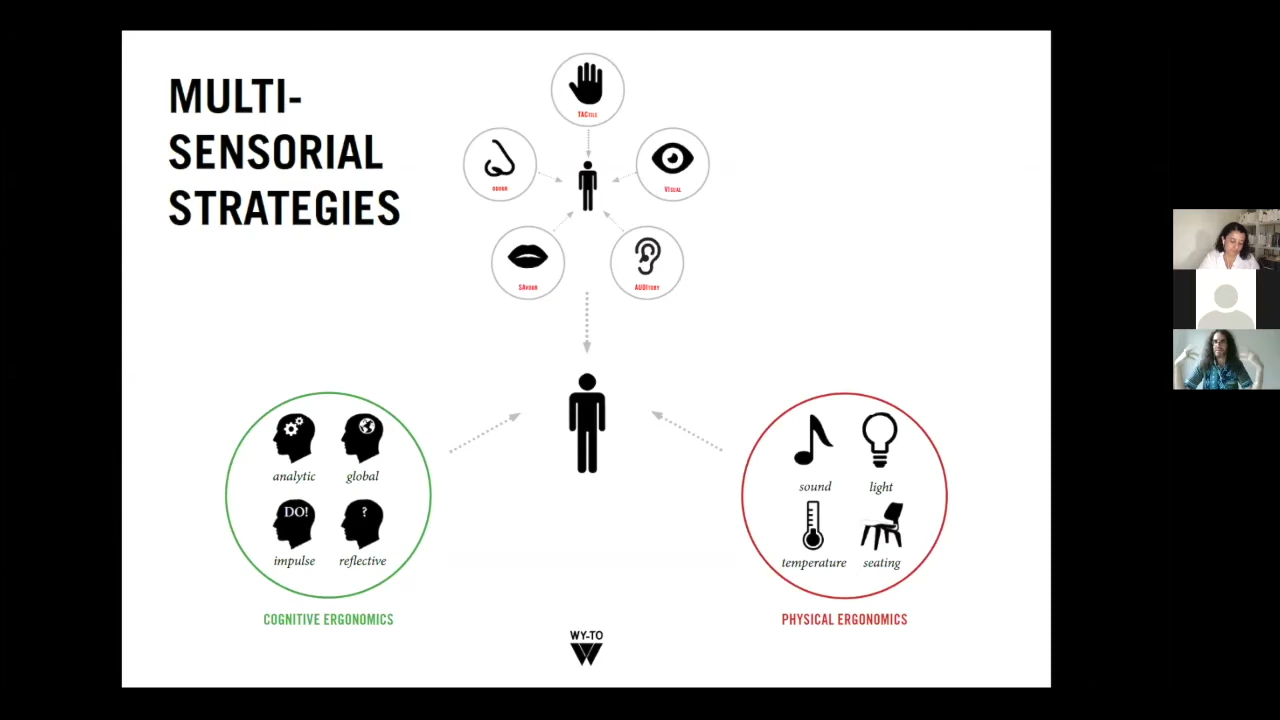 MULTI-
SENSORIAL
STRATEGIES
TACTILE
VISUAL
SAVOUR
AUDITORY
analytic
global
DO!
?
impulse
reflective
COGNITIVE ERGONOMICS
sound
light
temperature
seating
PHYSICAL ERGONOMICS
WY-TO